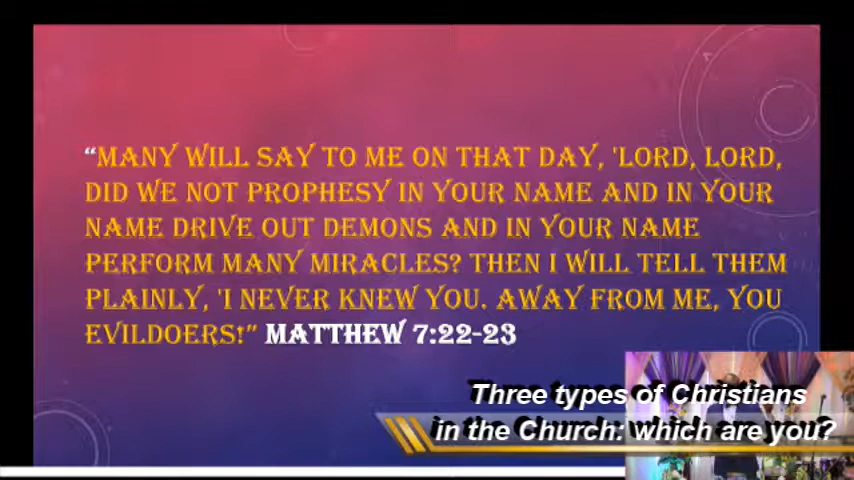 “MANY WILL SAY TO ME ON THAT DAY, 'LORD, LORD,
DID WE NOT PROPHESY IN YOUR NAME AND IN YOUR
NAME DRIVE OUT DEMONS AND IN YOUR NAME
PERFORM MANY MIRACLES? THEN I WILL TELL THEM
PLAINLY, 'I NEVER KNEW YOU. AWAY FROM ME, YOU
EVILDOERS!” MATTHEW 7:22-23
Three types of Christians
in the Church: which are you?